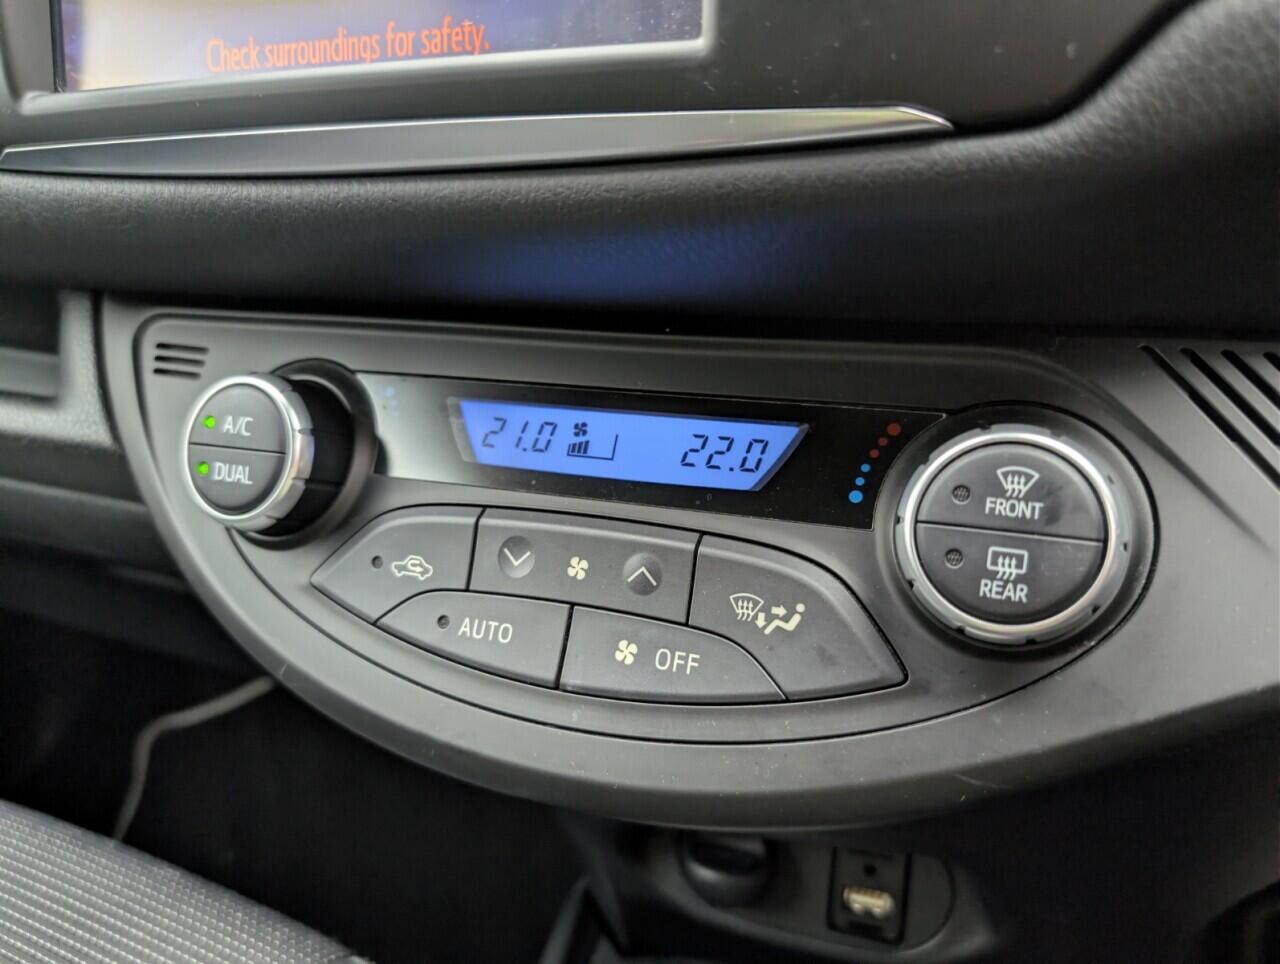 Check surroundings for safety.
A/C
DUAL
21.0
22.0
FRONT
REAR
AUTO
OFF